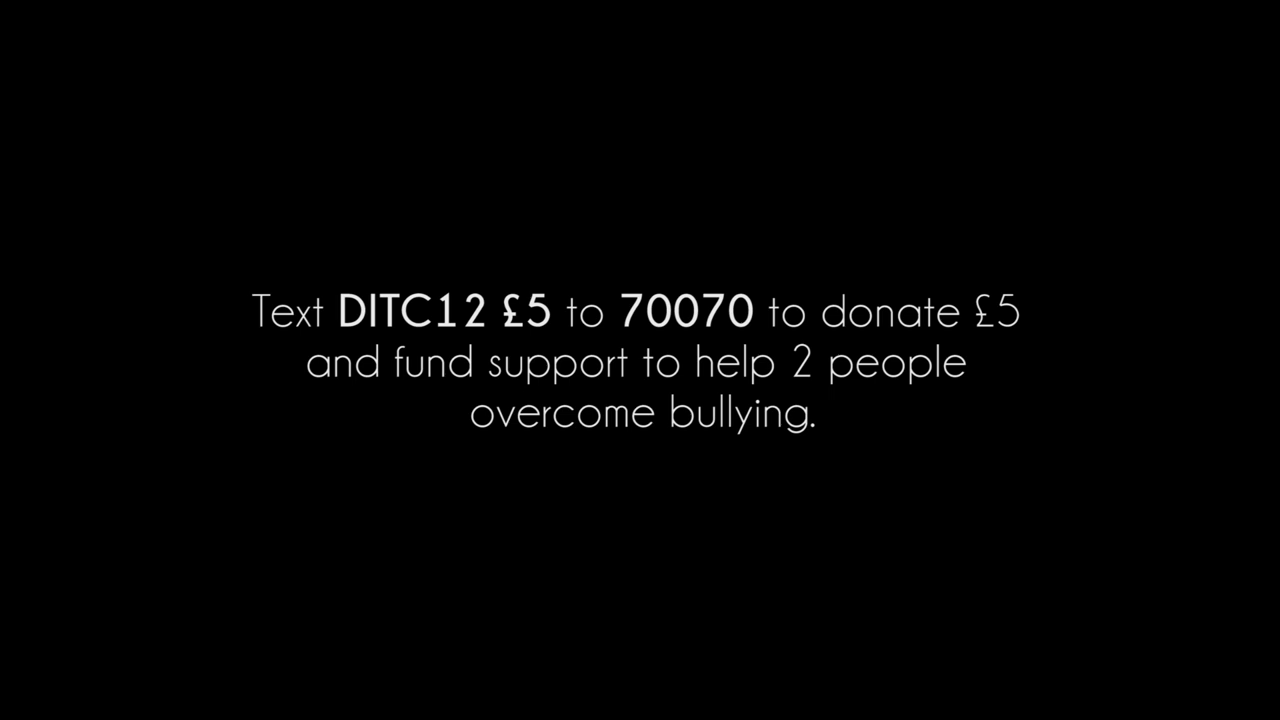 Text DITC12 £5 to 70070 to donate £5
and fund support to help 2 people
overcome bullying.